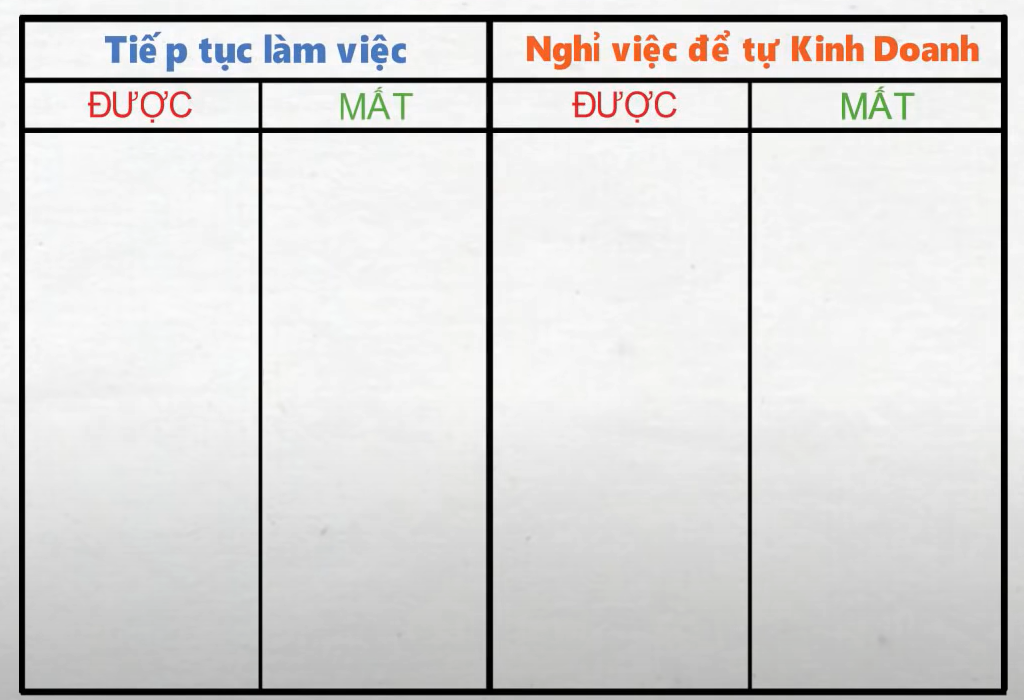 Tiếp tục làm việc
Nghỉ việc để tự Kinh Doanh
ĐƯỢC
MẤT
ĐƯỢC
MẤT